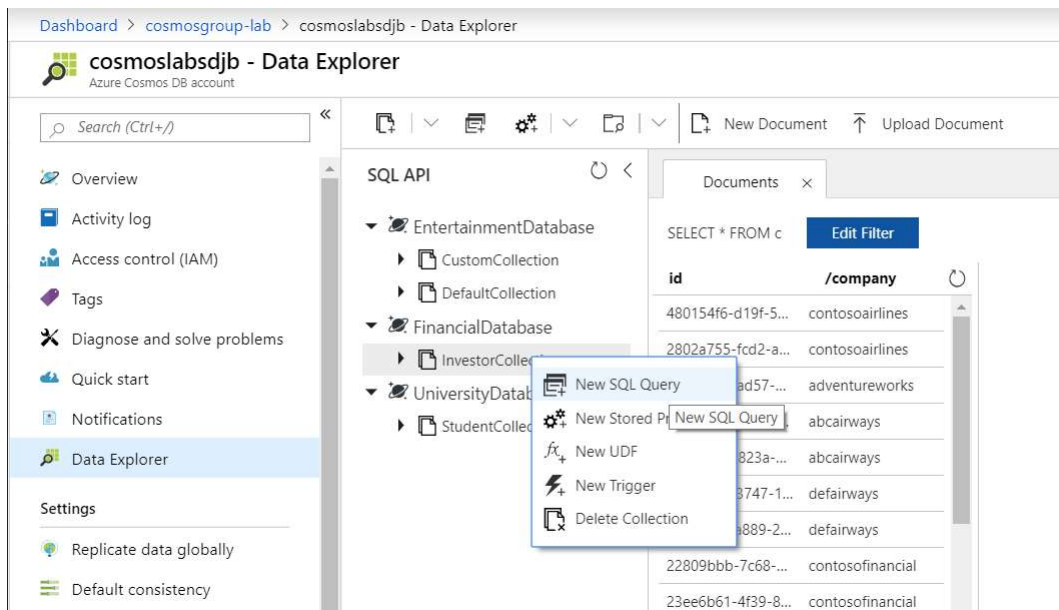 Dashboard > cosmosgroup-lab > cosmoslabsdjb - Data Explorer
cosmoslabsdjb - Data Explorer
Azure Cosmos DB account
Search (Ctrl+/)
Overview
Activity log
Access control (IAM)
Tags
Diagnose and solve problems
Quick start
Notifications
Data Explorer
Settings
Replicate data globally
Default consistency
New Document
Upload Document
SQL API
EntertainmentDatabase
CustomCollection
DefaultCollection
FinancialDatabase
InvestorCollect
UniversityDatab
StudentCollec
New SQL Query
New Stored Pr
New SQL Query
New UDF
New Trigger
Delete Collection
Documents
SELECT * FROM c Edit Filter
id /company
480154f6-d19f-5... contosoairlines
2802a755-fcd2-a... contosoairlines
ad57-... adventureworks
abcairways
823a-... abcairways
3747-1... defairways
a889-2... defairways
22809bbb-7c68-... contosofinancial
23ee6b61-4f39-8... contosofinancial